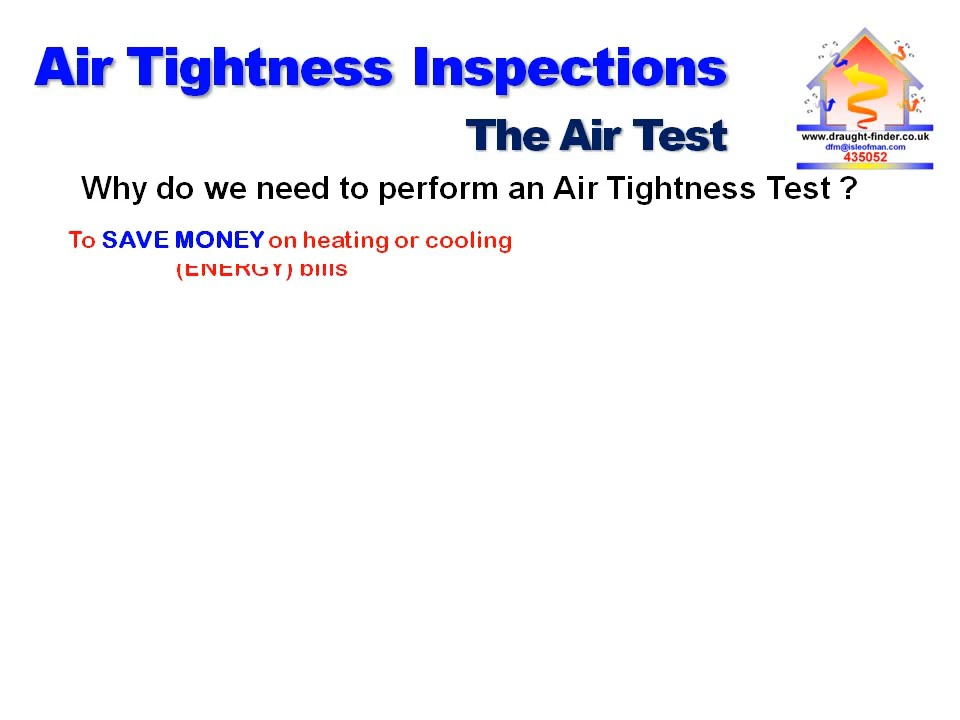 Air Tightness Inspections
The Air Test
www.draught-finder.co.uk
dfm@isleofman.com
435052
Why do we need to perform an Air Tightness Test ?
To SAVE MONEY on heating or cooling
(ENERGY) bills